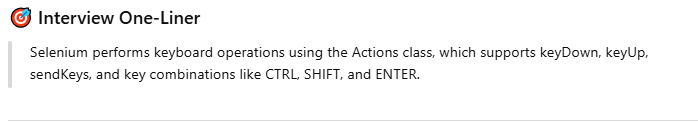 🎯 Interview One-Liner
Selenium performs keyboard operations using the Actions class, which supports keyDown, keyUp,
sendKeys, and key combinations like CTRL, SHIFT, and ENTER.